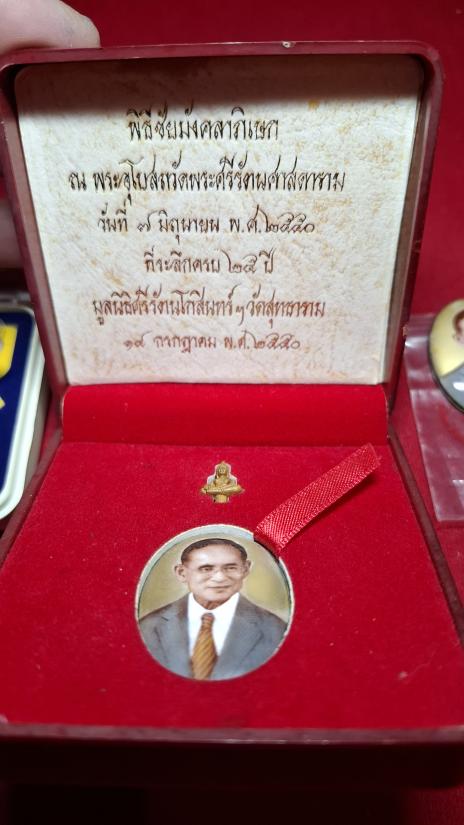 พิธีชัยมังคลาภิเษก
ณ พระอุโบสถวัดพระศรีรัตนศาสดาราม
วันที่ ๗ มิถุนายน พ.ศ.๒๕๕๐
ที่ระลึกครบ ๒๕ ปี
มูลนิธิศรีรัตนโกสินทร์ฯ วัดสุทธาราม
๑๙ กรกฎาคม พ.ศ.๒๕๕๐